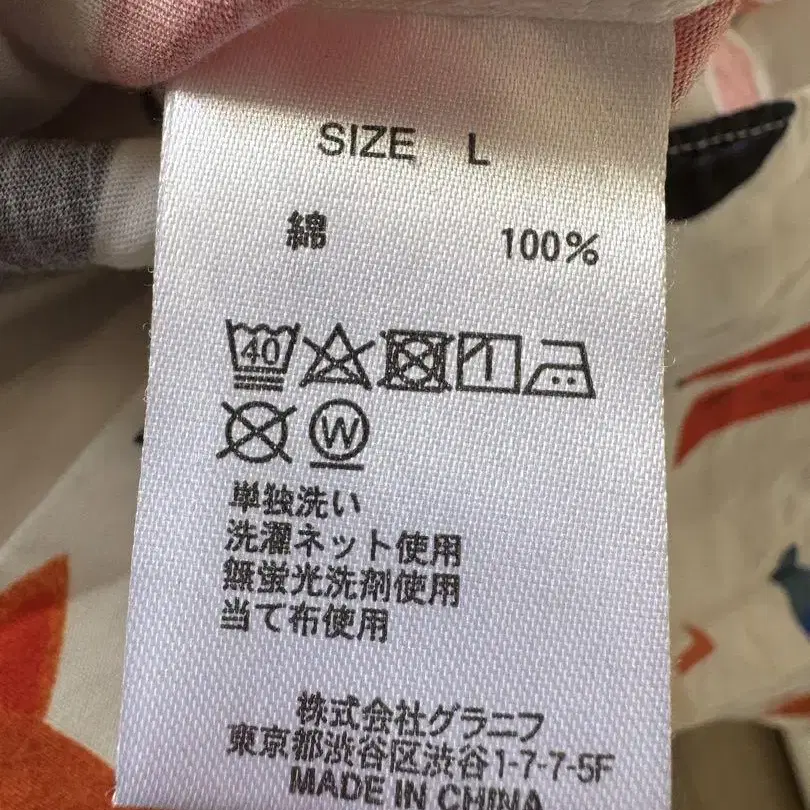 SIZE L
綿 100%
40
W
単独洗い
洗濯ネット使用
無蛍光洗剤使用
当て布使用
株式会社グラニフ
東京都渋谷区渋谷1-7-7-5F
MADE IN CHINA